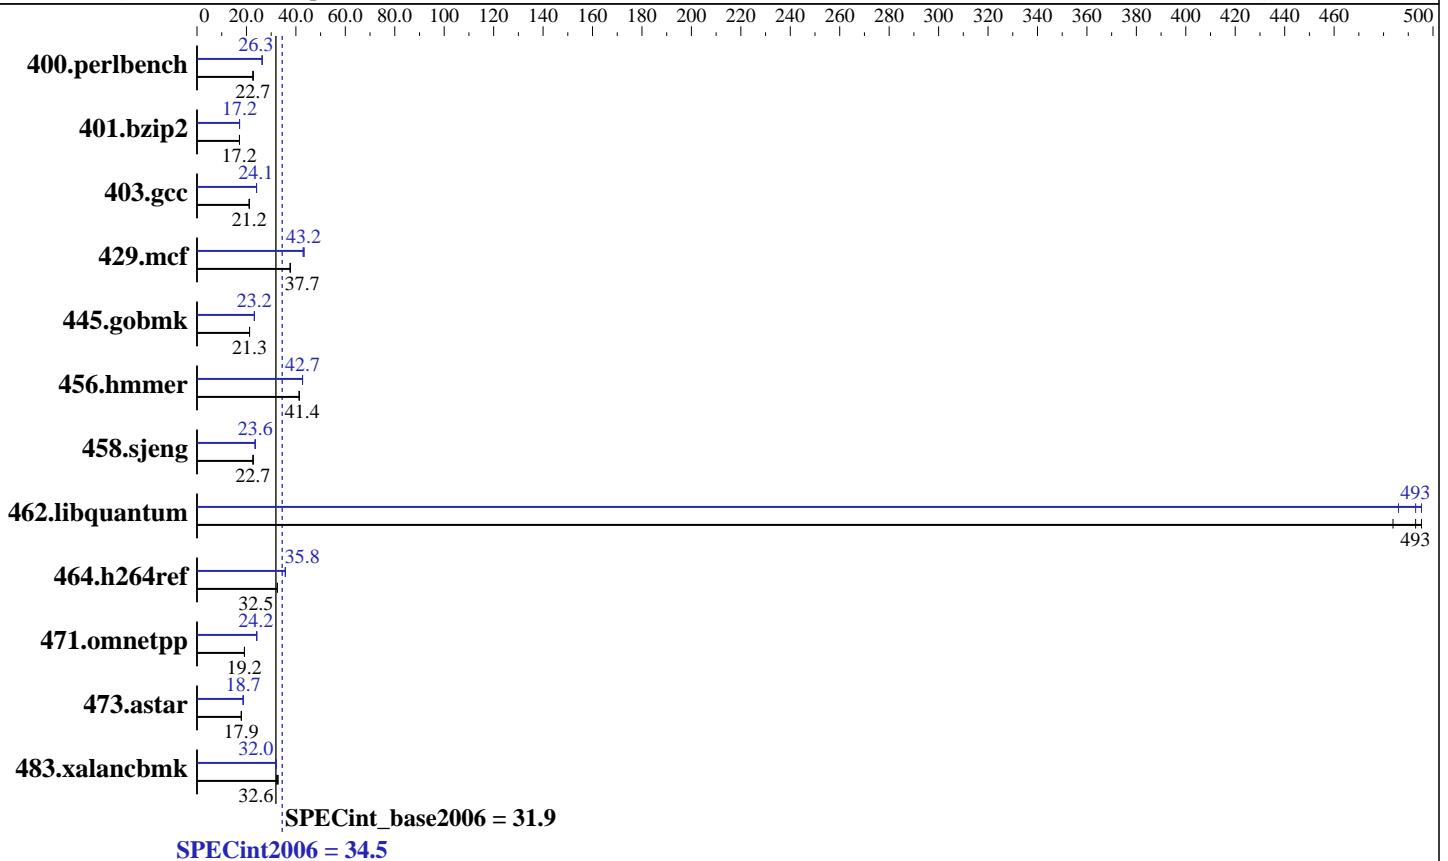 0 20.0 40.0 60.0 80.0 100 120 140 160 180 200 220 240 260 280 300 320 340 360 380 400 420 440 460 500
26.3
400.perlbench
22.7
17.2
401.bzip2
17.2
24.1
403.gcc
21.2
43.2
429.mcf
37.7
23.2
445.gobmk
21.3
42.7
456.hmmer
41.4
23.6
458.sjeng
22.7
493
462.libquantum
493
35.8
464.h264ref
32.5
24.2
471.omnetpp
19.2
18.7
473.astar
17.9
32.0
483.xalancbmk
32.6
SPECint_base2006 = 31.9
SPECint2006 = 34.5